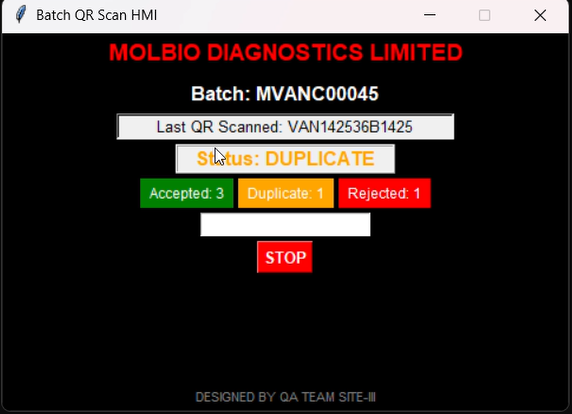 Batch QR Scan HMI
MOLBIO DIAGNOSTICS LIMITED
Batch: MVANC00045
Last QR Scanned: VAN142536B1425
Status: DUPLICATE
Accepted: 3 Duplicate: 1 Rejected: 1
STOP
DESIGNED BY QA TEAM SITE-III